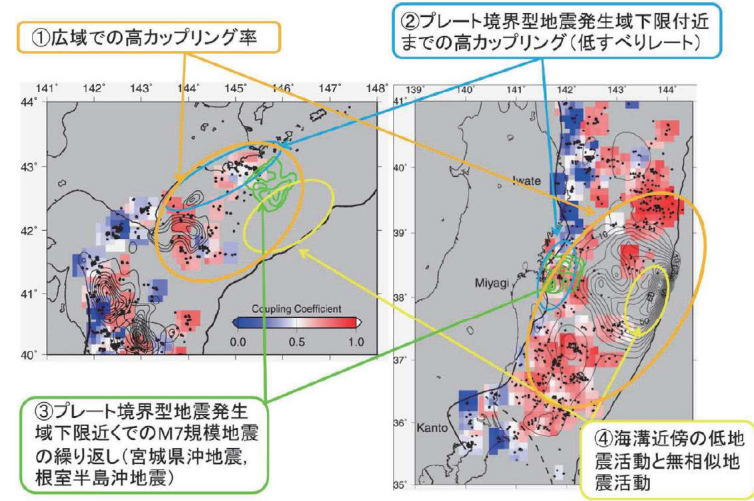 ①広域での高カップリング率
②プレート境界型地震発生域下限付近
までの高カップリング(低すべりレート)
141° 142° 143° 144° 145° 146° 147° 148°
44°
43°
42°
41°
40°
Coupling Coefficient
0.0 0.5 1.0
139 140° 141° 142° 143° 144°
41°
40°
39°
38°
37°
36°
35°
Iwate
Miyagi
Kanto
10
50
③プレート境界型地震発生
域下限近くでのM7規模地震
の繰り返し(宮城県沖地震,
根室半島沖地震)
④海溝近傍の低地
震活動と無相似地
震活動